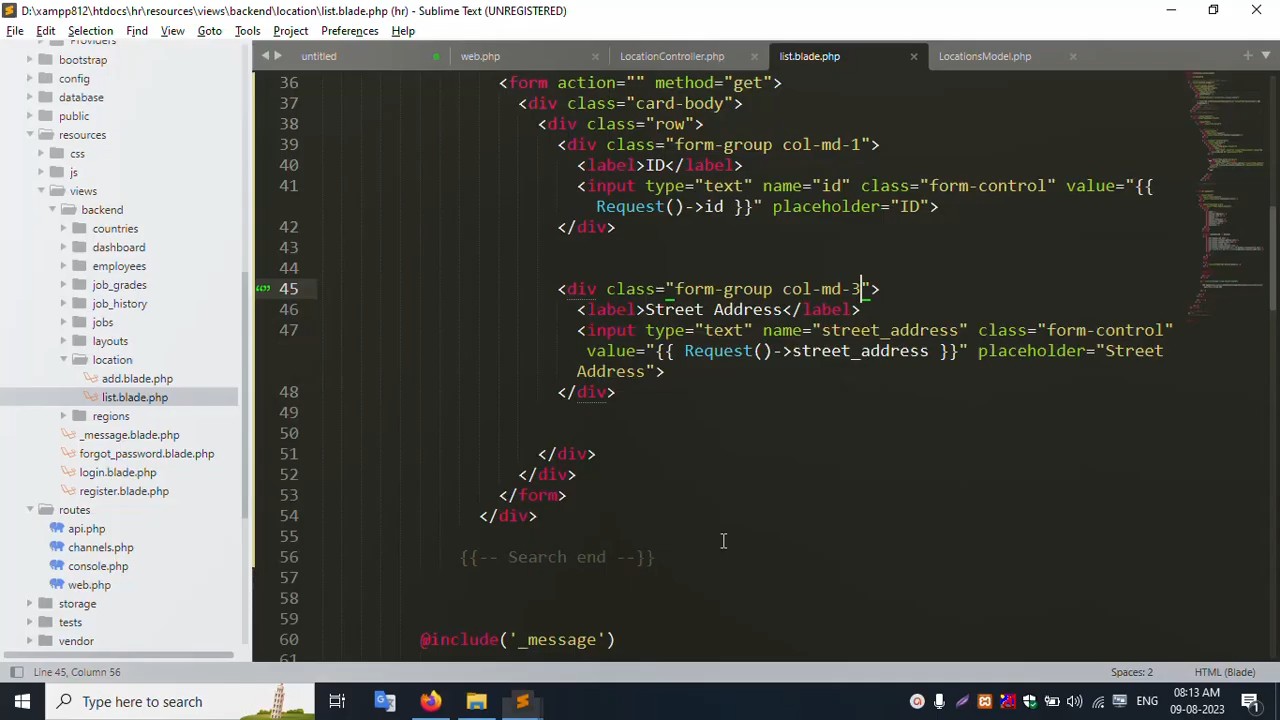 D:\xampp812\htdocs\hr\resources\views\backend\location\list.blade.php (hr) - Sublime Text (UNREGISTERED)
File Edit Selection Find View Goto Tools Project Preferences Help
untitled web.php LocationController.php list.blade.php LocationsModel.php
Providers
bootstrap
config
database
public
resources
css
js
views
backend
countries
dashboard
employees
job_grades
job_history
jobs
layouts
location
add.blade.php
list.blade.php
regions
_message.blade.php
forgot_password.blade.php
login.blade.php
register.blade.php
routes
api.php
channels.php
console.php
web.php
storage
tests
vendor
36 <form action="" method="get">
37 <div class="card-body">
38 <div class="row">
39 <div class="form-group col-md-1">
40 <label>ID</label>
41 <input type="text" name="id" class="form-control" value="{{
Request()->id }}" placeholder="ID">
42 </div>
43
44
45 <div class="form-group col-md-3">
46 <label>Street Address</label>
47 <input type="text" name="street_address" class="form-control"
value="{{ Request()->street_address }}" placeholder="Street
Address">
48 </div>
49
50
51 </div>
52 </div>
53 </form>
54 </div>
55
56 {{-- Search end --}}
57
58
59
60 @include('_message')
61
Line 45, Column 56 Spaces: 2 HTML (Blade)
Type here to search ENG 08:13 AM
09-08-2023
1